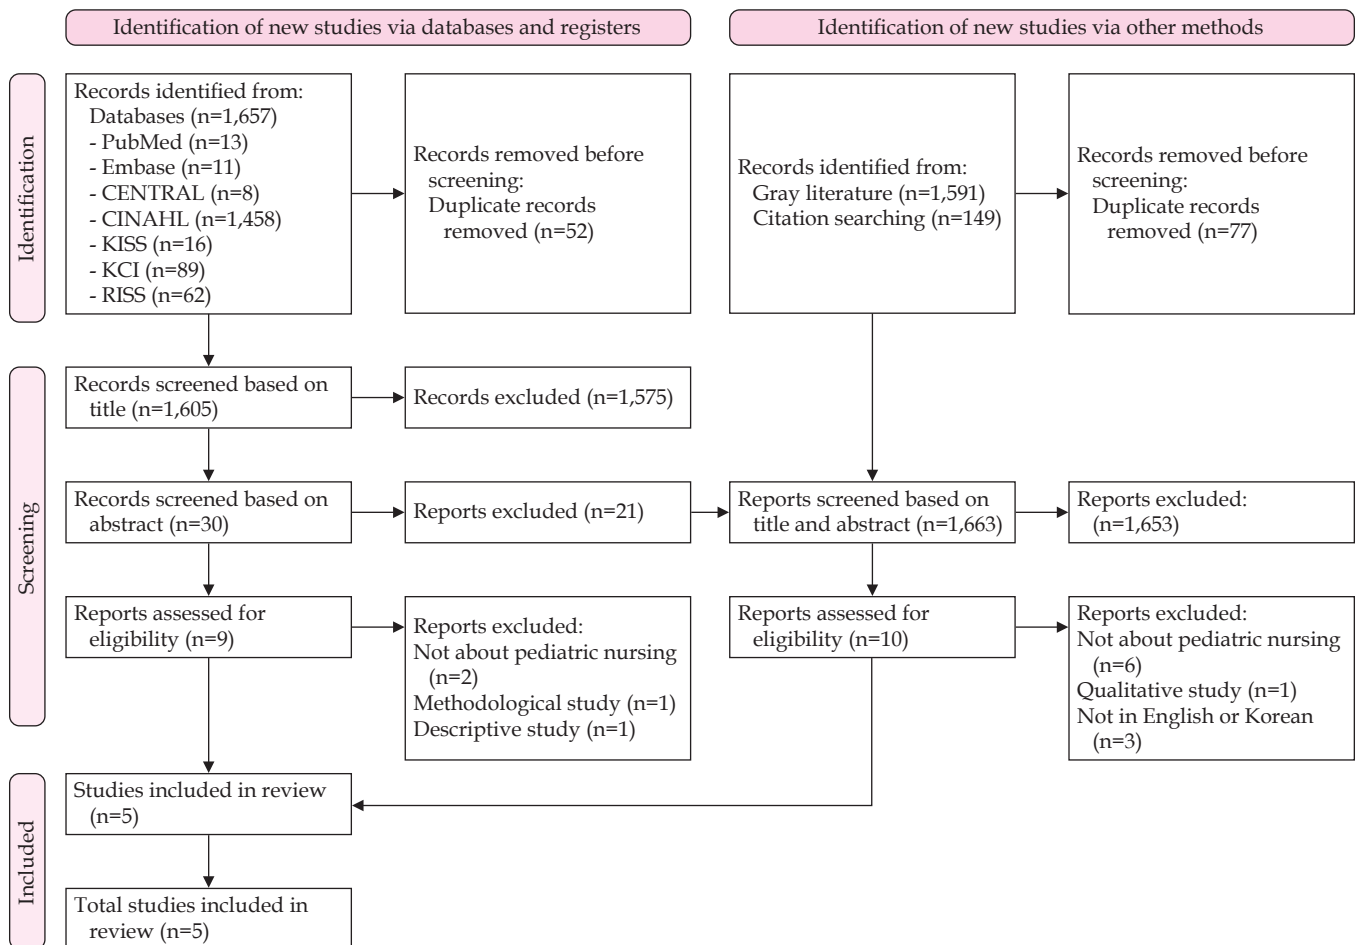 Identification of new studies via databases and registers
Identification of new studies via other methods
Identification
Records identified from:
Databases (n=1,657)
- PubMed (n=13)
- Embase (n=11)
- CENTRAL (n=8)
- CINAHL (n=1,458)
- KISS (n=16)
- KCI (n=89)
- RISS (n=62)
Records removed before
screening:
Duplicate records
removed (n=52)
Records identified from:
Gray literature (n=1,591)
Citation searching (n=149)
Records removed before
screening:
Duplicate records
removed (n=77)
Screening
Records screened based on
title (n=1,605)
Records excluded (n=1,575)
Records screened based on
abstract (n=30)
Reports excluded (n=21)
Reports screened based on
title and abstract (n=1,663)
Reports excluded:
(n=1,653)
Reports assessed for
eligibility (n=9)
Reports excluded:
Not about pediatric nursing
(n=2)
Methodological study (n=1)
Descriptive study (n=1)
Reports assessed for
eligibility (n=10)
Reports excluded:
Not about pediatric nursing
(n=6)
Qualitative study (n=1)
Not in English or Korean
(n=3)
Included
Studies included in review
(n=5)
Total studies included in
review (n=5)